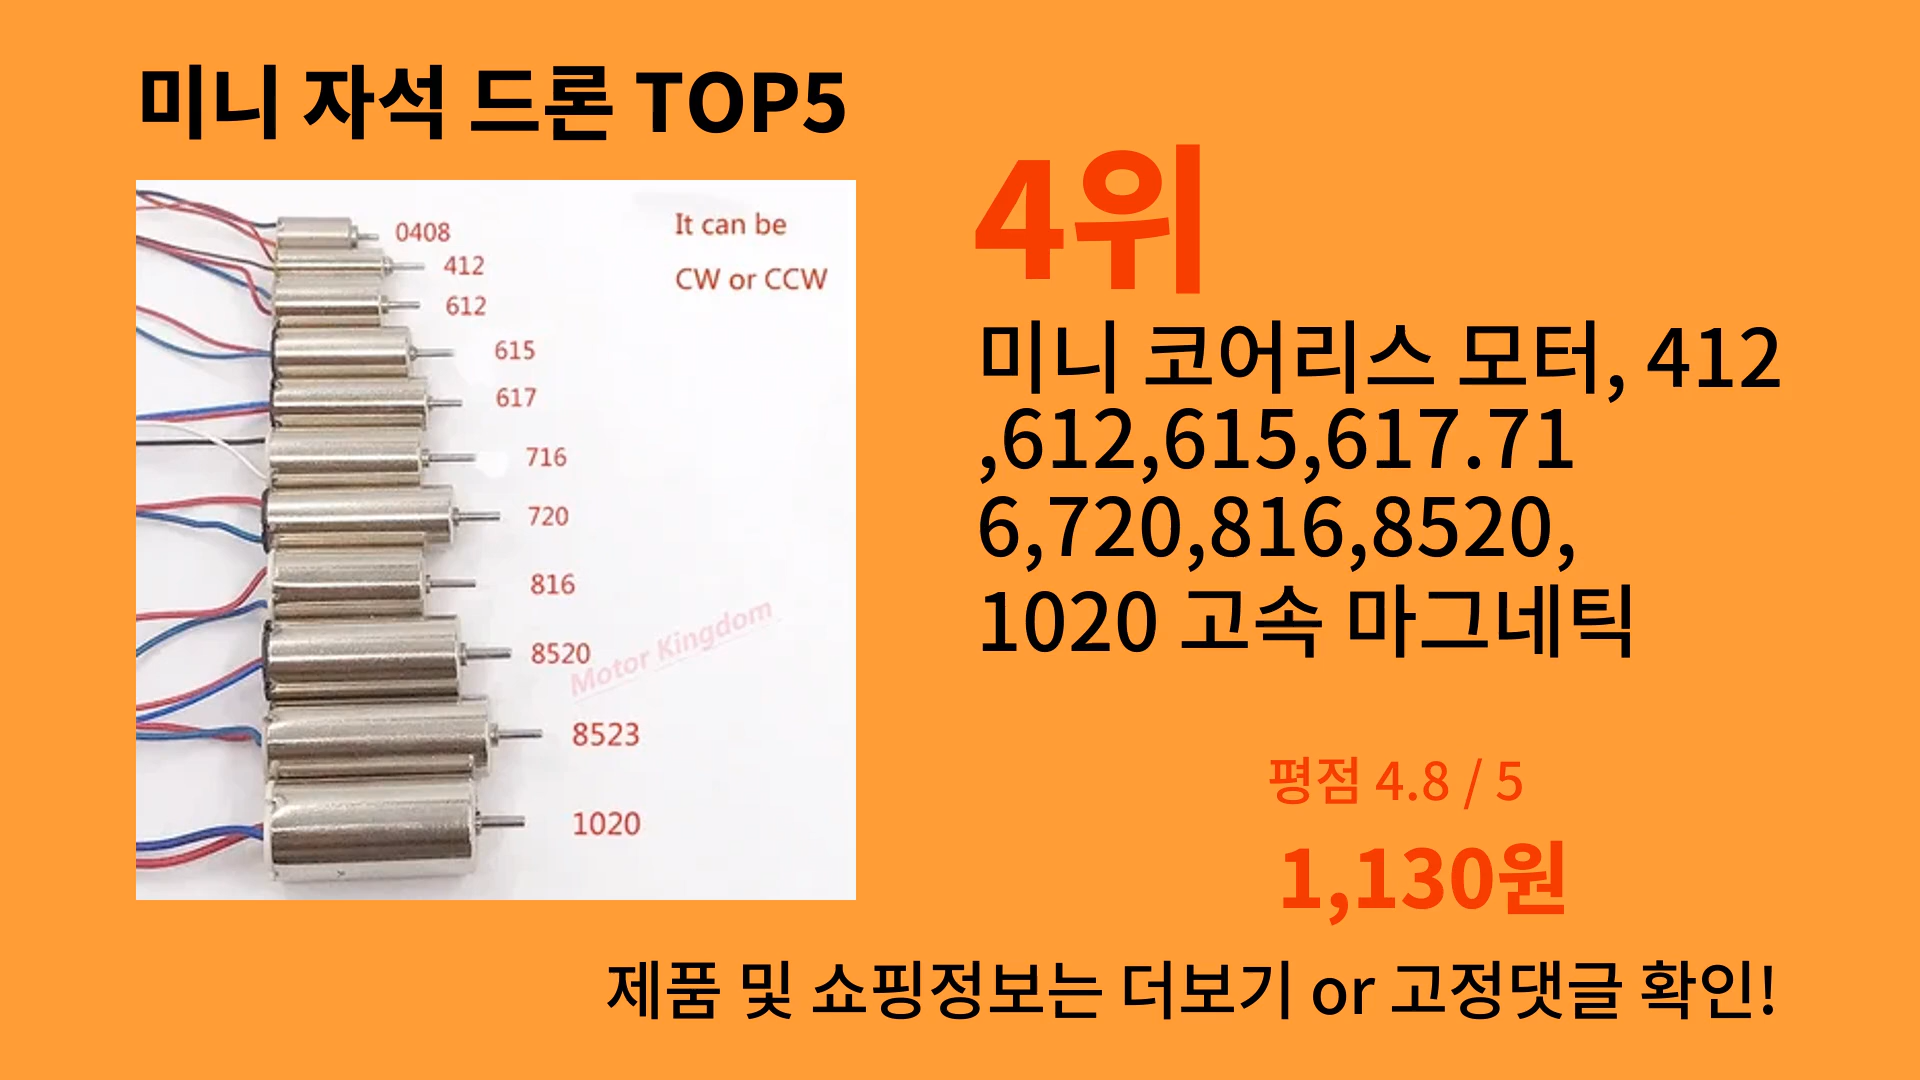 미니 자석 드론 TOP5
4위
It can be
CW or CCW
0408
412
612
615
617
716
720
816
8520
Motor Kingdom
8523
1020
미니 코어리스 모터, 412
,612,615,617.71
6,720,816,8520,
1020 고속 마그네틱
평점 4.8 / 5
1,130원
제품 및 쇼핑정보는 더보기 or 고정댓글 확인!